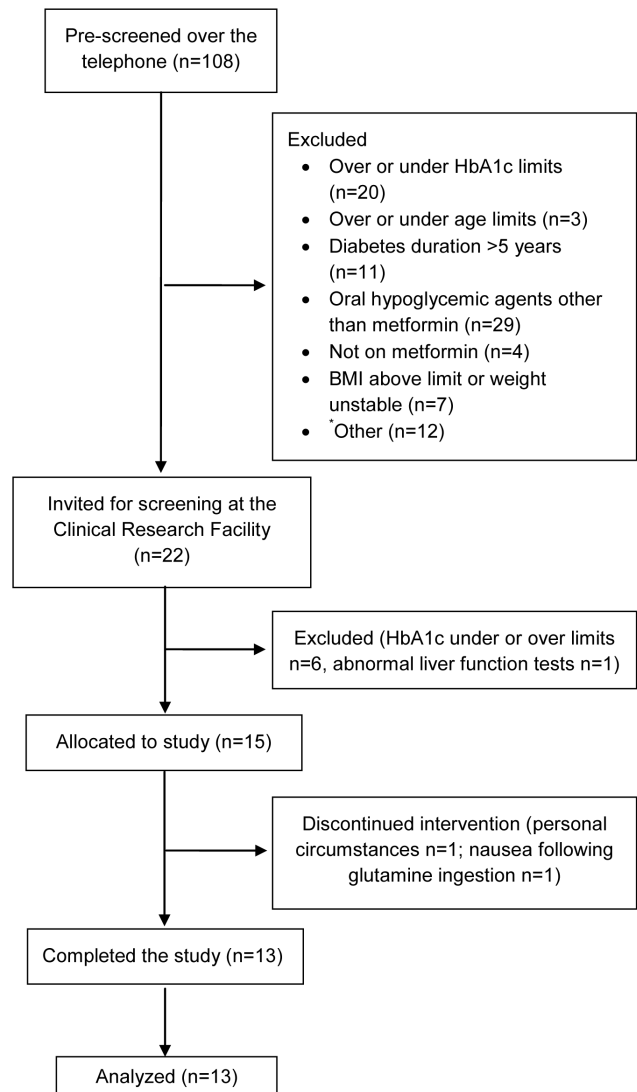 Pre-screened over the
telephone (n=108)
Excluded
• Over or under HbA1c limits
(n=20)
• Over or under age limits (n=3)
• Diabetes duration >5 years
(n=11)
• Oral hypoglycemic agents other
than metformin (n=29)
• Not on metformin (n=4)
• BMI above limit or weight
unstable (n=7)
• *Other (n=12)
Invited for screening at the
Clinical Research Facility
(n=22)
Excluded (HbA1c under or over limits
n=6, abnormal liver function tests n=1)
Allocated to study (n=15)
Discontinued intervention (personal
circumstances n=1; nausea following
glutamine ingestion n=1)
Completed the study (n=13)
Analyzed (n=13)